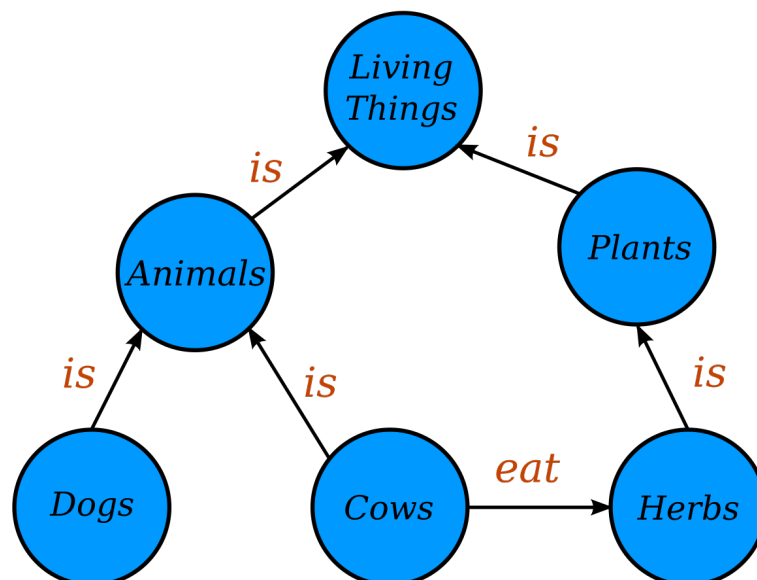 Living
Things
is
is
Animals
Plants
is
is
is
eat
Dogs
Cows
Herbs